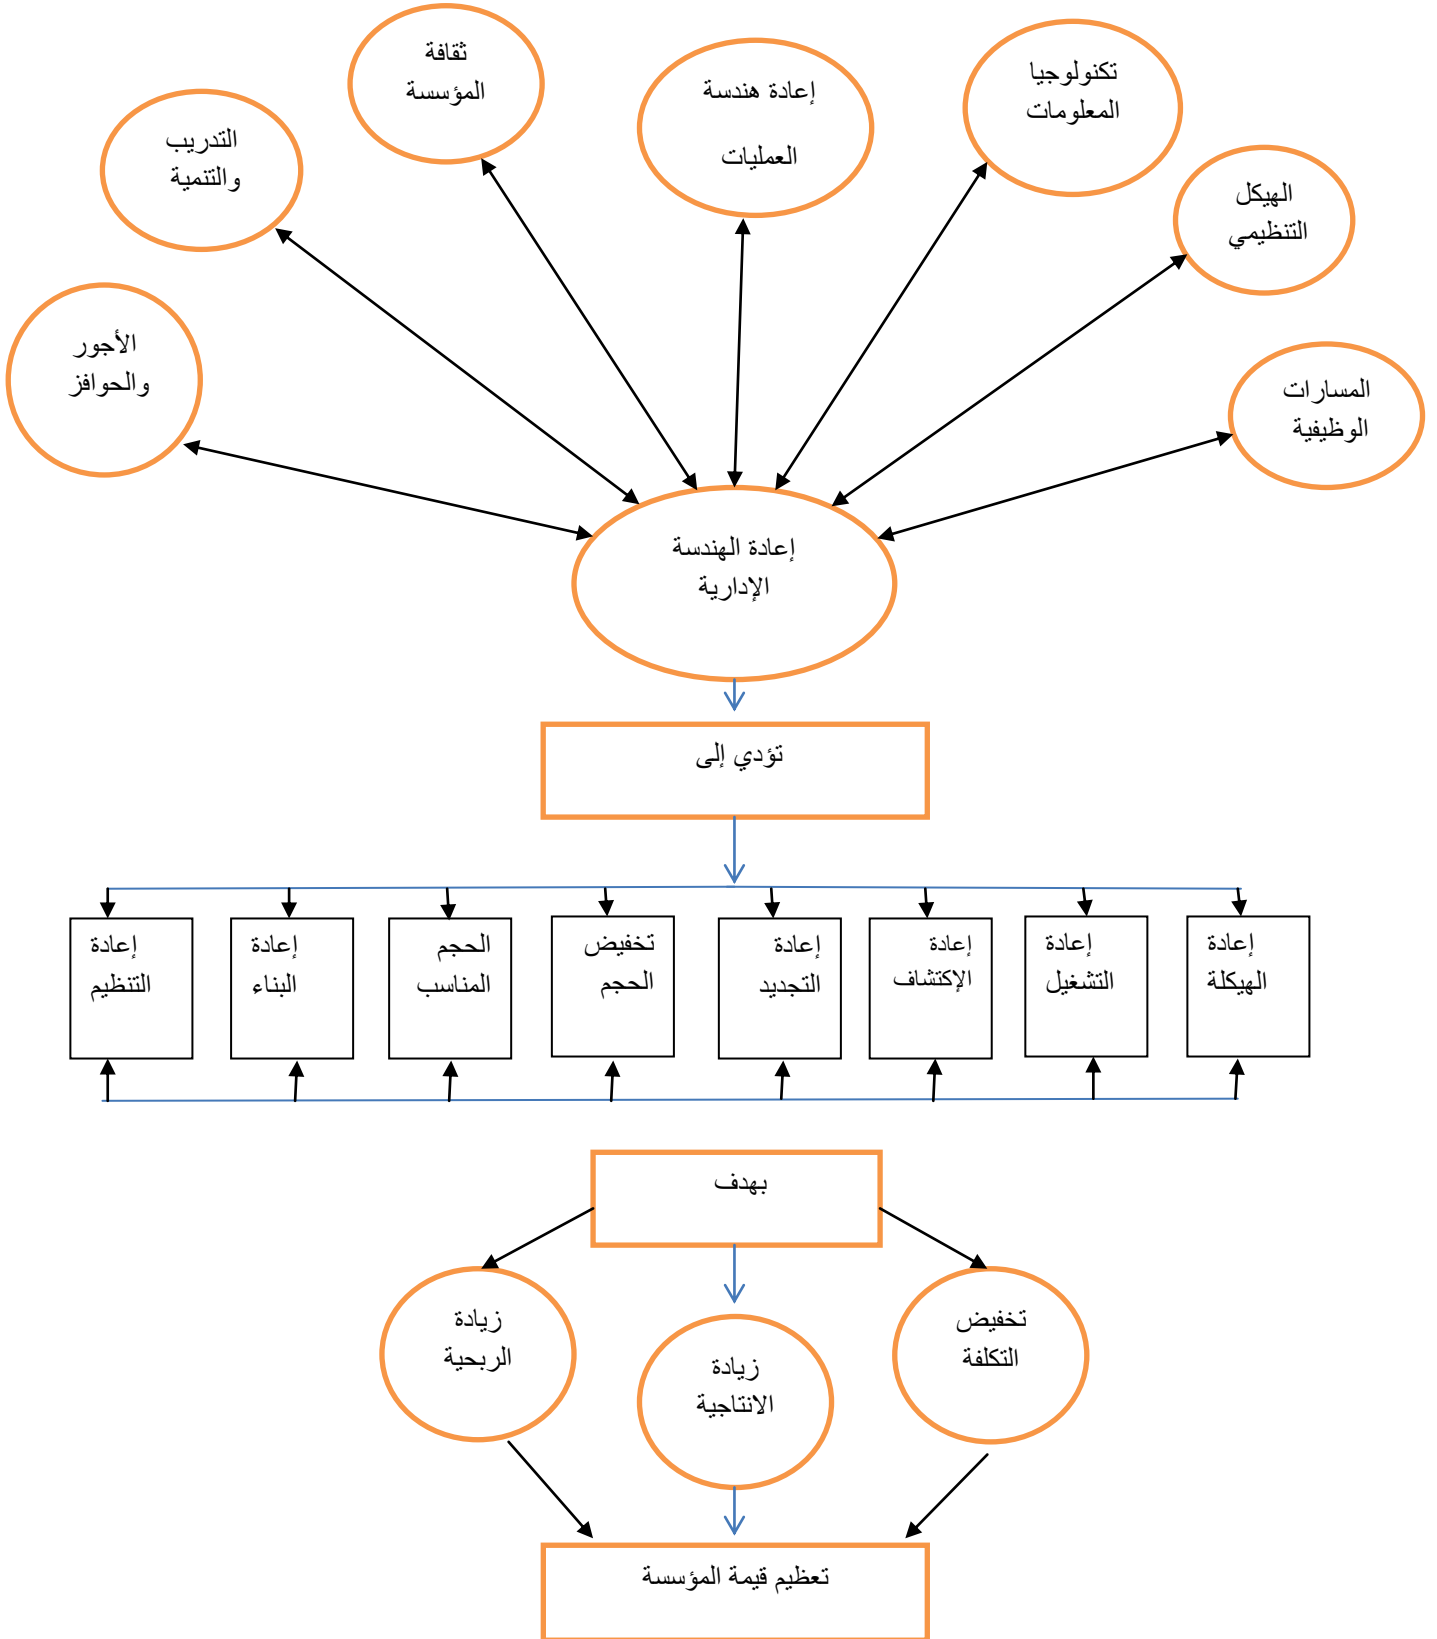 تكنولوجيا
المعلومات
إعادة هندسة
العمليات
ثقافة
المؤسسة
الهيكل
التنظيمي
التدريب
والتنمية
المسارات
الوظيفية
الأجور
والحوافز
إعادة الهندسة
الإدارية
تؤدي إلى
إعادة
الهيكلة
إعادة
التشغيل
إعادة
الإكتشاف
إعادة
التجديد
تخفيض
الحجم
الحجم
المناسب
إعادة
البناء
إعادة
التنظيم
بهدف
تخفيض
التكلفة
زيادة
الانتاجية
زيادة
الربحية
تعظيم قيمة المؤسسة